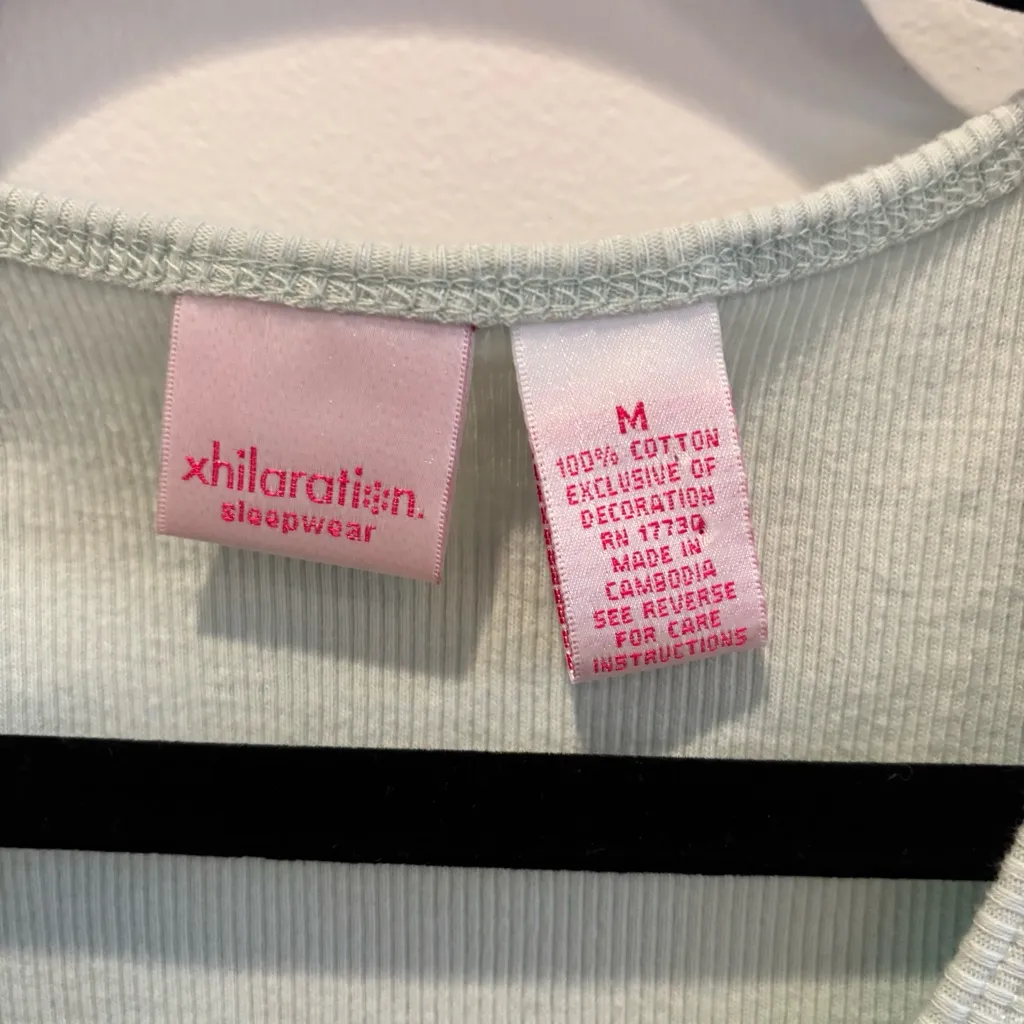 xhilaration.
sleepwear
M
100% COTTON
EXCLUSIVE OF
DECORATION
RN 17730
MADE IN
CAMBODIA
SEE REVERSE
FOR CARE
INSTRUCTIONS